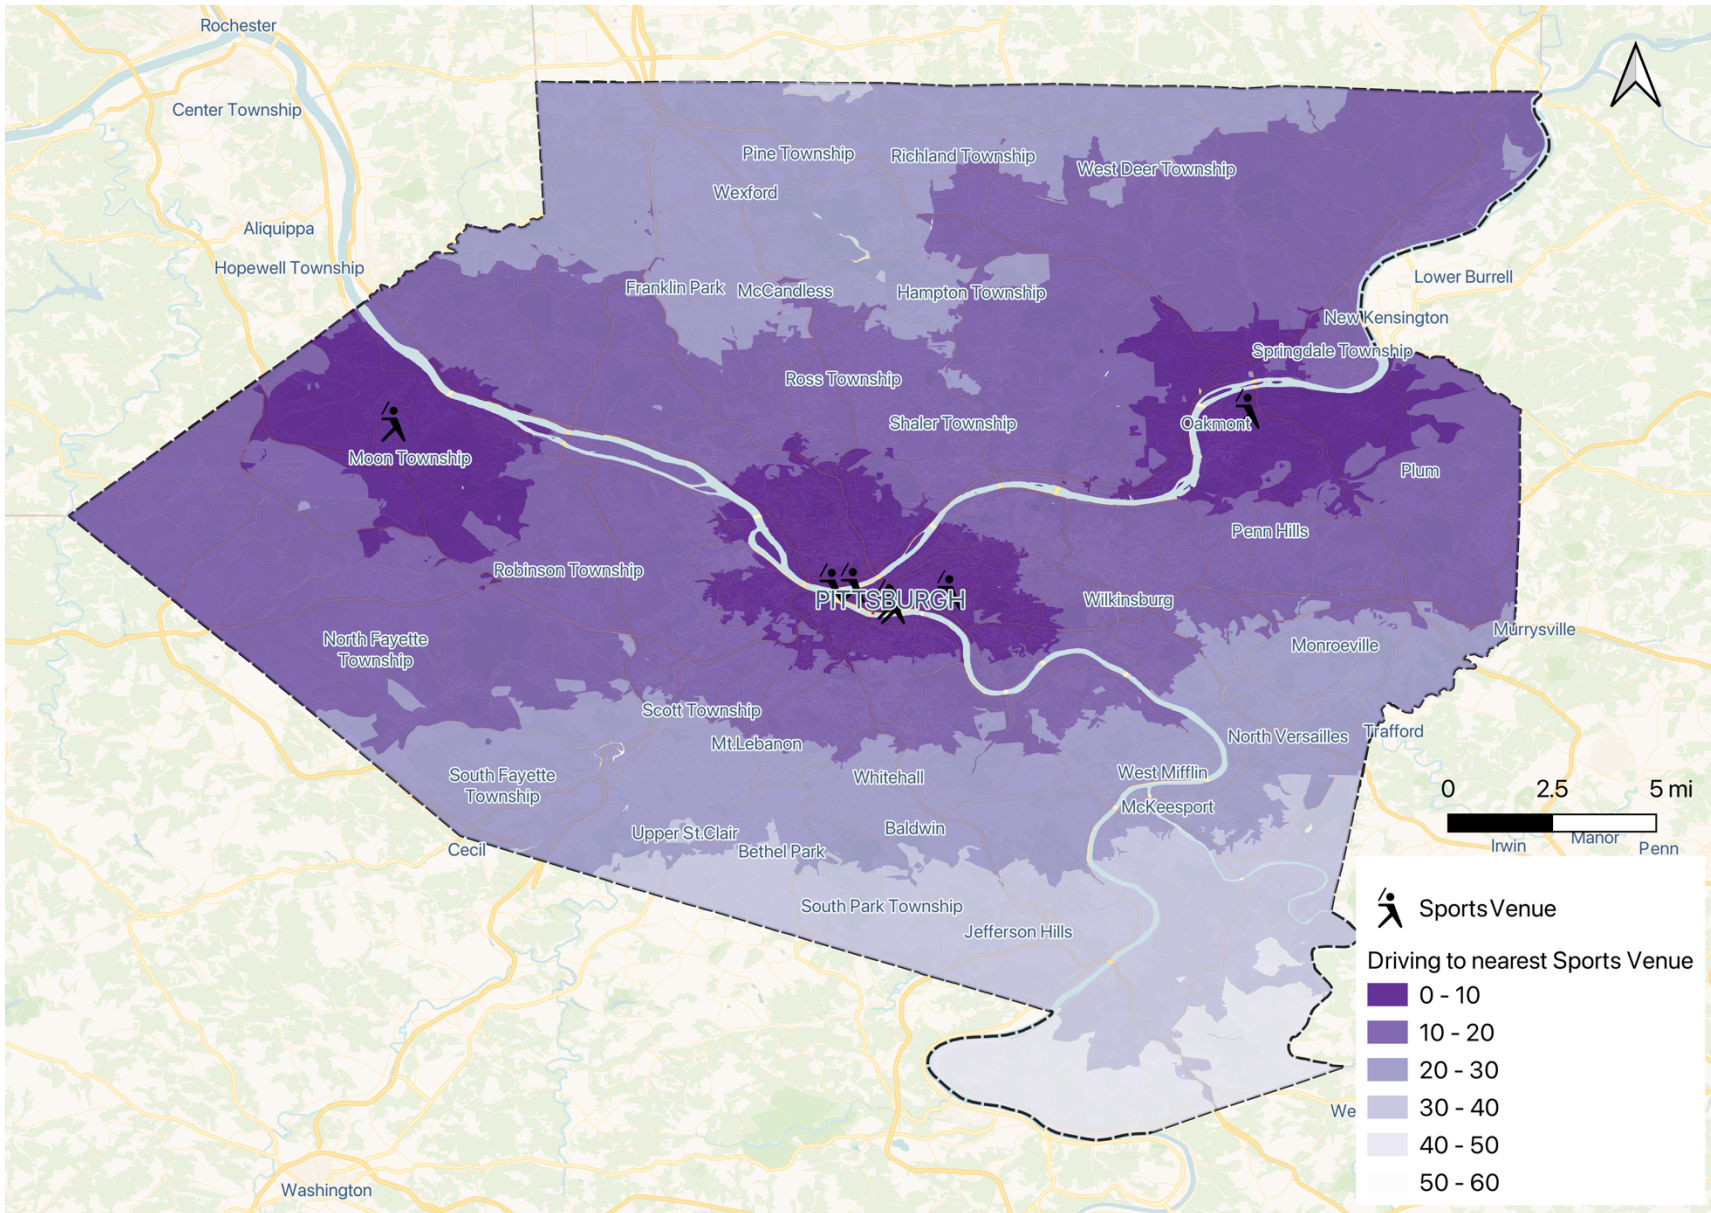 Rochester
Center Township
Pine Township
Richland Township
West Deer Township
Wexford
Aliquippa
Hopewell Township
Lower Burrell
Franklin Park
McCandless
Hampton Township
New Kensington
Springdale Township
Ross Township
Shaler Township
Oakmont
Moon Township
Plum
Penn Hills
Robinson Township
PITTSBURGH
Wilkinsburg
Murrysville
North Fayette
Township
Monroeville
Scott Township
Mt.Lebanon
North Versailles
Trafford
South Fayette
Township
Whitehall
West Mifflin
McKeesport
0 2.5 5 mi
Upper St.Clair
Baldwin
Cecil
Bethel Park
Irwin
Manor
Penn
South Park Township
Jefferson Hills
Sports Venue
Driving to nearest Sports Venue
0 - 10
10 - 20
20 - 30
30 - 40
40 - 50
50 - 60
We
Washington